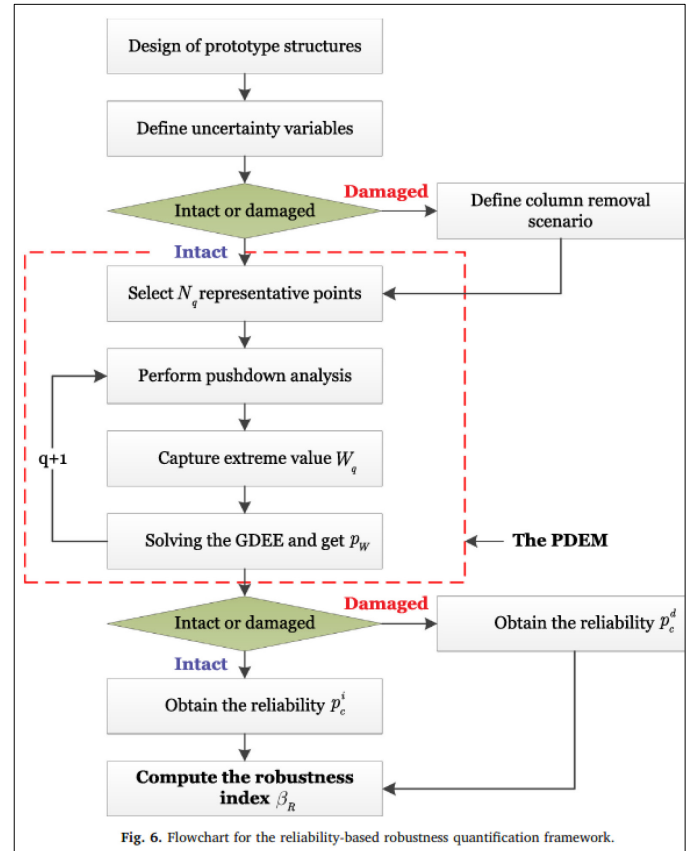 Design of prototype structures
Define uncertainty variables
Damaged
Intact or damaged
Define column removal
scenario
Intact
Select N_q representative points
Perform pushdown analysis
q+1
Capture extreme value W_q
Solving the GDEE and get p_W
The PDEM
Damaged
Intact or damaged
Obtain the reliability p_c^d
Intact
Obtain the reliability p_c^i
Compute the robustness
index β_R
Fig. 6. Flowchart for the reliability-based robustness quantification framework.